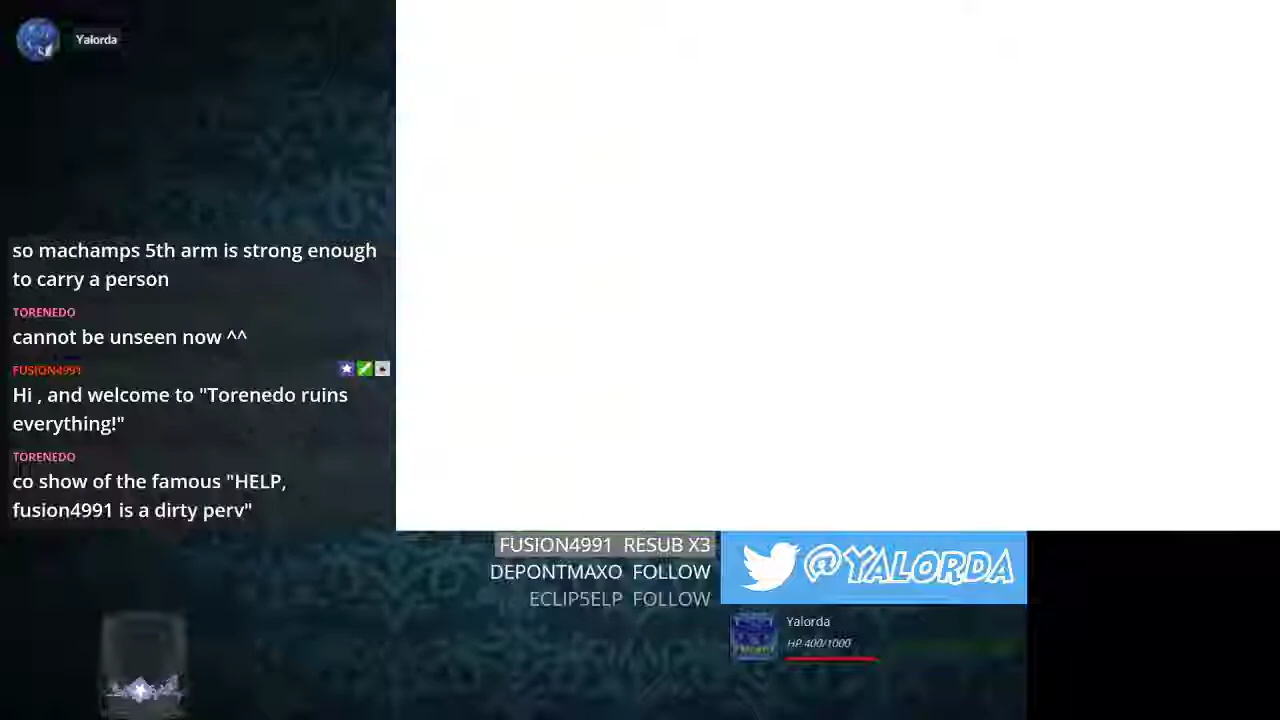 Yalorda
so machamps 5th arm is strong enough
to carry a person
TORENEDO
cannot be unseen now ^^
FUSION4991
Hi , and welcome to "Torenedo ruins
everything!"
TORENEDO
co show of the famous "HELP,
fusion4991 is a dirty perv"
FUSION4991 RESUB X3
DEPONTMAXO FOLLOW
ECLIP5ELP FOLLOW
@YALORDA
Yalorda
HP 400/1000